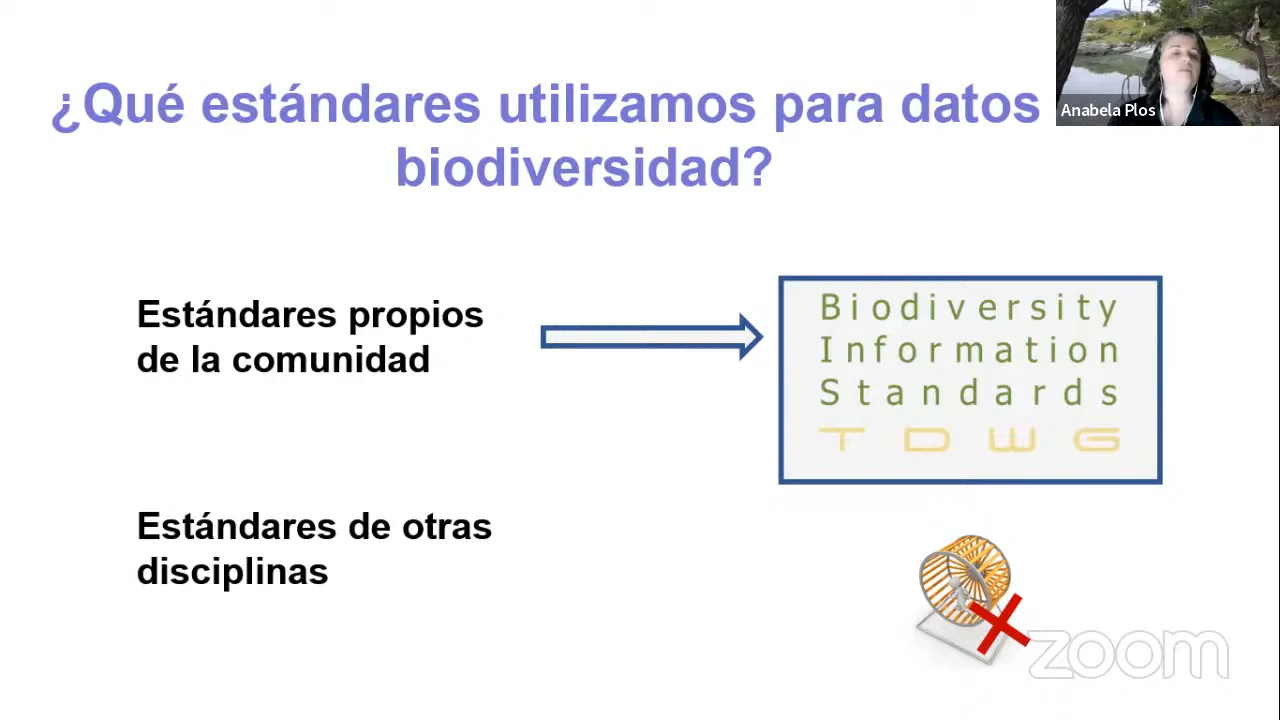 ¿Qué estándares utilizamos para datos
biodiversidad?
Anabela Plos
Estándares propios
de la comunidad
Biodiversity
Information
Standards
TDWG
Estándares de otras
disciplinas
zoom